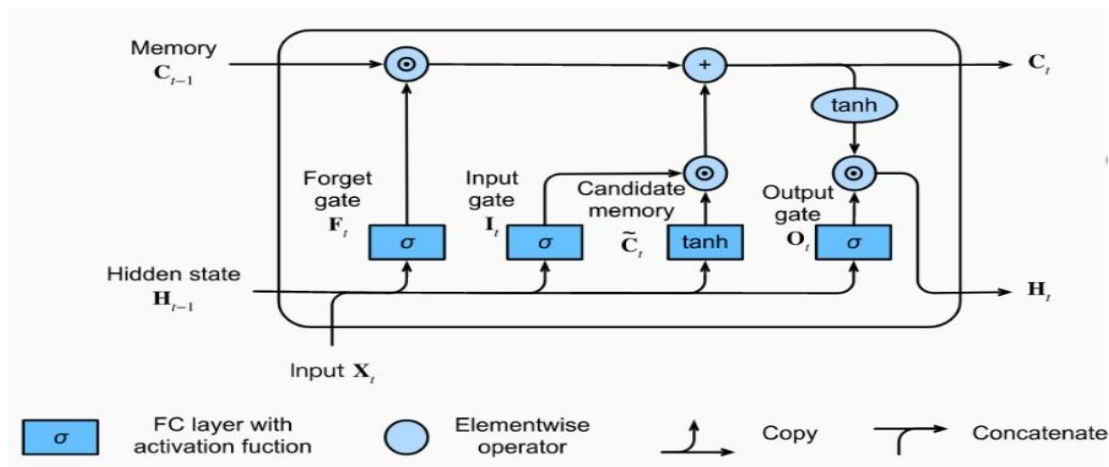 Memory
C_{t-1}
⊙
+
C_t
tanh
⊙
⊙
Forget
gate
F_t
Input
gate
I_t
Candidate
memory
C̃_t
Output
gate
O_t
σ
σ
tanh
σ
Hidden state
H_{t-1}
H_t
Input X_t
σ
FC layer with
activation fuction
Elementwise
operator
Copy
Concatenate